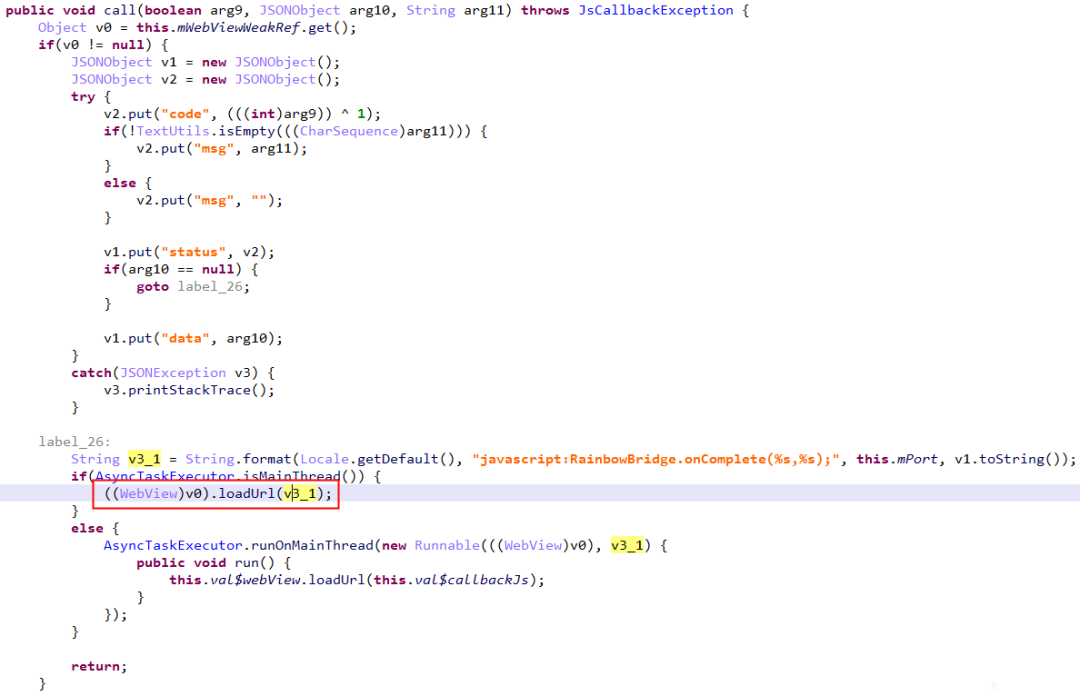 public void call(boolean arg9, JSONObject arg10, String arg11) throws JsCallbackException {
    Object v0 = this.mWebViewWeakRef.get();
    if(v0 != null) {
        JSONObject v1 = new JSONObject();
        JSONObject v2 = new JSONObject();
        try {
            v2.put("code", (((int)arg9)) ^ 1);
            if(!TextUtils.isEmpty(((CharSequence)arg11))) {
                v2.put("msg", arg11);
            }
            else {
                v2.put("msg", "");
            }
            v1.put("status", v2);
            if(arg10 == null) {
                goto label_26;
            }
            v1.put("data", arg10);
        }
        catch(JSONException v3) {
            v3.printStackTrace();
        }
    label_26:
        String v3_1 = String.format(Locale.getDefault(), "javascript:RainbowBridge.onComplete(%s,%s);", this.mPort, v1.toString());
        if(AsyncTaskExecutor.isMainThread()) {
            ((WebView)v0).loadUrl(v3_1);
        }
        else {
            AsyncTaskExecutor.runOnMainThread(new Runnable(((WebView)v0), v3_1) {
                public void run() {
                    this.val$webView.loadUrl(this.val$callbackJs);
                }
            });
        }
        return;
    }